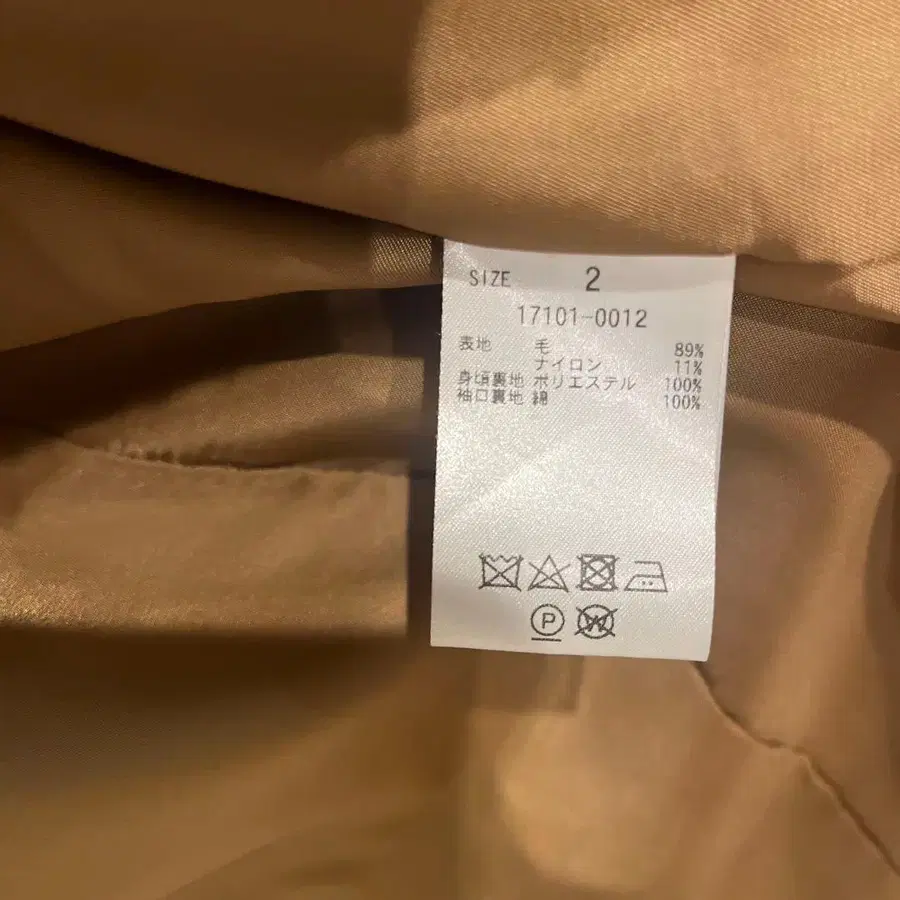 SIZE 2
17101-0012
表地 毛 89%
ナイロン 11%
身頃裏地 ポリエステル 100%
袖口裏地 綿 100%
P
W